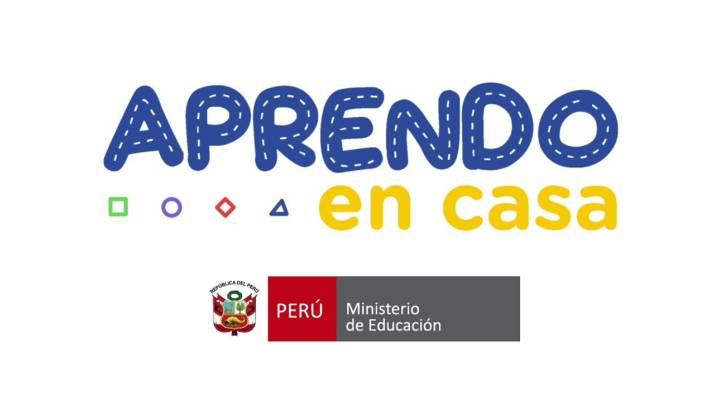 APRENDO
en casa
REPÚBLICA DEL PERÚ
PERÚ
Ministerio
de Educación